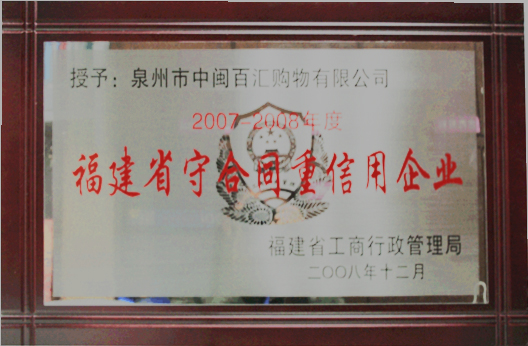 授予：泉州市中闽百汇购物有限公司
2007-2008年度
福建省守合同重信用企业
福建省工商行政管理局
二〇〇八年十二月